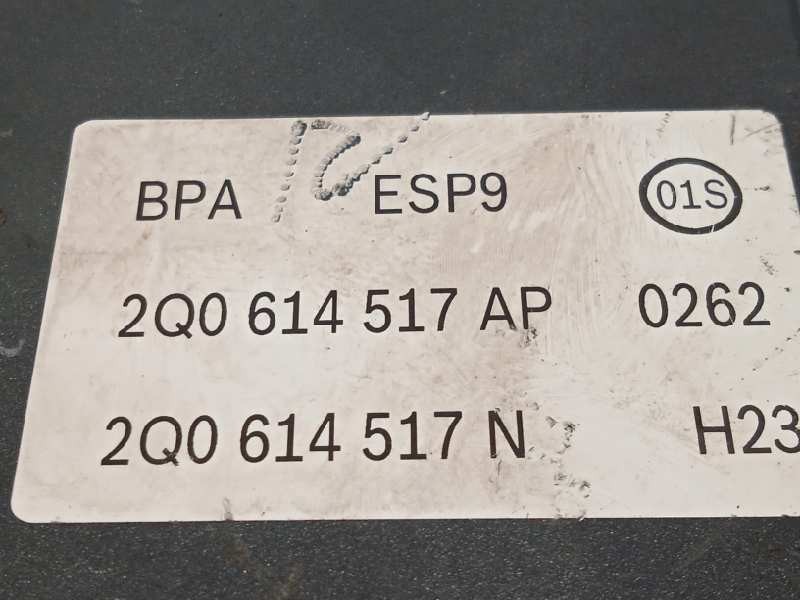 BPA ESP9 01S
2Q0 614 517 AP 0262
2Q0 614 517 N H23